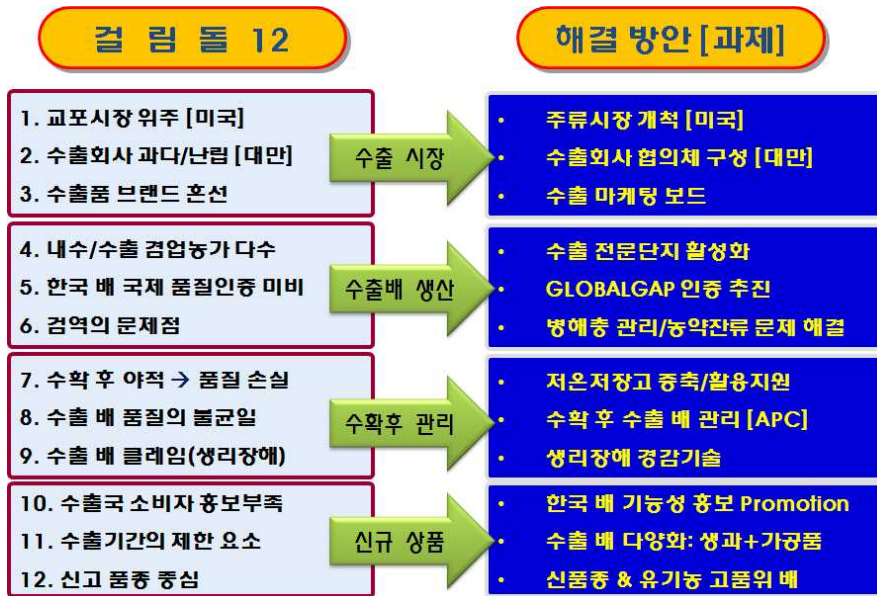 걸 림 돌 12
해결 방안 [과제]
1. 교포시장 위주 [미국]
2. 수출회사 과다/난립 [대만]
3. 수출품 브랜드 혼선
수출 시장
• 주류시장 개척 [미국]
• 수출회사 협의체 구성 [대만]
• 수출 마케팅 보드
4. 내수/수출 겸업농가 다수
5. 한국 배 국제 품질인증 미비
6. 검역의 문제점
수출배 생산
• 수출 전문단지 활성화
• GLOBALGAP 인증 추진
• 병해충 관리/농약잔류 문제 해결
7. 수확 후 야적 → 품질 손실
8. 수출 배 품질의 불균일
9. 수출 배 클레임(생리장해)
수확후 관리
• 저온저장고 증축/활용지원
• 수확 후 수출 배 관리 [APC]
• 생리장해 경감기술
10. 수출국 소비자 홍보부족
11. 수출기간의 제한 요소
12. 신고 품종 중심
신규 상품
• 한국 배 기능성 홍보 Promotion
• 수출 배 다양화: 생과+가공품
• 신품종 & 유기농 고품위 배